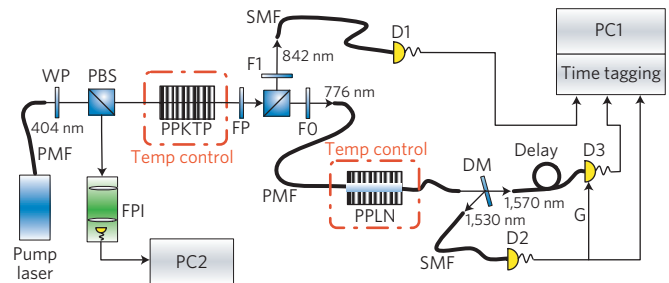 SMF
D1
PC1
Time tagging
WP
PBS
F1
842 nm
776 nm
404 nm
PPKTP
FP
F0
Temp control
PMF
Temp control
DM
Delay
D3
FPI
PMF
PPLN
1,570 nm
1,530 nm
G
D2
SMF
Pump
laser
PC2